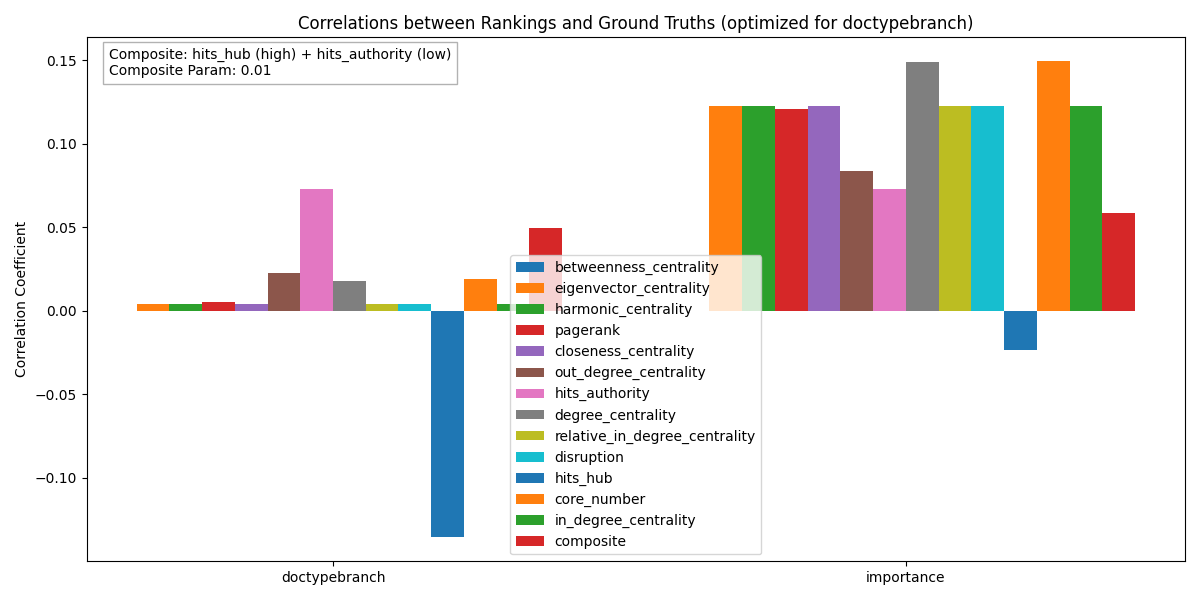 Correlations between Rankings and Ground Truths (optimized for doctypebranch)
Composite: hits_hub (high) + hits_authority (low)
Composite Param: 0.01
Correlation Coefficient
0.15
0.10
0.05
0.00
−0.05
−0.10
betweenness_centrality
eigenvector_centrality
harmonic_centrality
pagerank
closeness_centrality
out_degree_centrality
hits_authority
degree_centrality
relative_in_degree_centrality
disruption
hits_hub
core_number
in_degree_centrality
composite
doctypebranch
importance